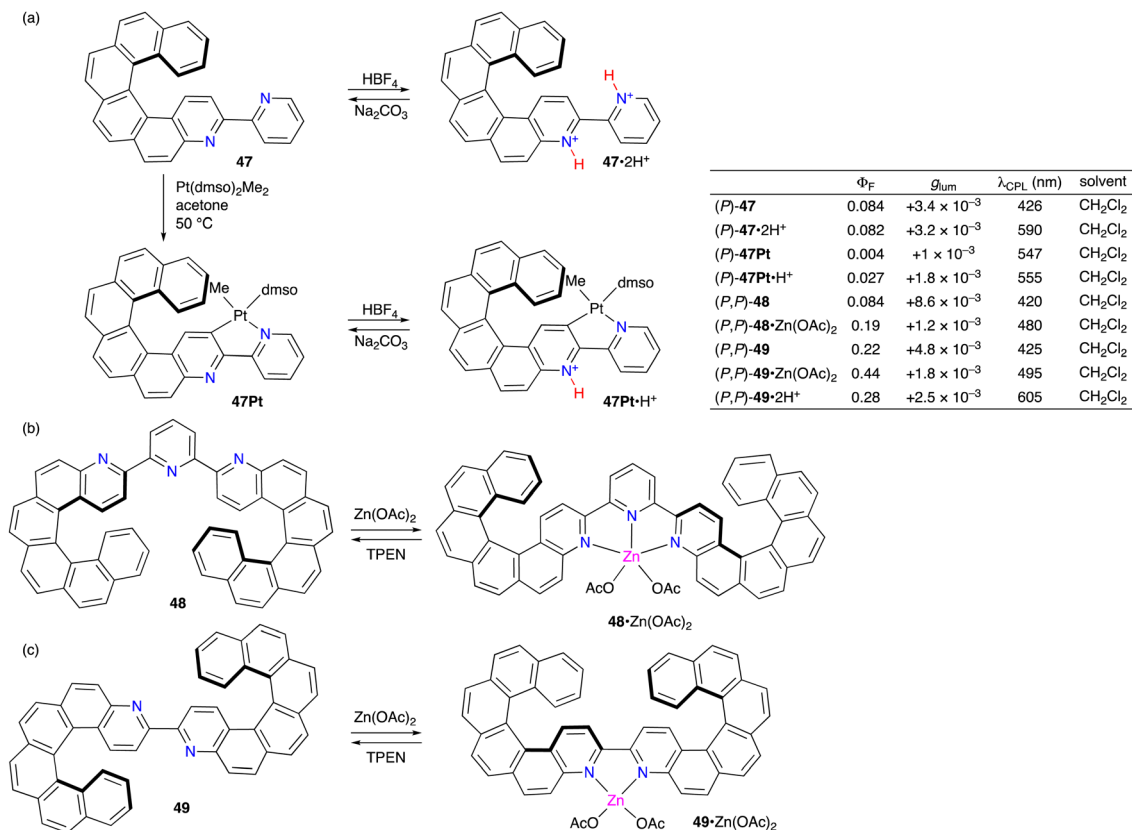 (a)
N
N
47
HBF4
Na2CO3
H
N+
N+
H
47•2H+
Pt(dmso)2Me2
acetone
50 °C
Me
dmso
Pt
N
N
47Pt
HBF4
Na2CO3
Me
dmso
Pt
N
N+
H
47Pt•H+
ΦF glum λCPL (nm) solvent
(P)-47 0.084 +3.4 × 10−3 426 CH2Cl2
(P)-47•2H+ 0.082 +3.2 × 10−3 590 CH2Cl2
(P)-47Pt 0.004 +1 × 10−3 547 CH2Cl2
(P)-47Pt•H+ 0.027 +1.8 × 10−3 555 CH2Cl2
(P,P)-48 0.084 +8.6 × 10−3 420 CH2Cl2
(P,P)-48•Zn(OAc)2 0.19 +1.2 × 10−3 480 CH2Cl2
(P,P)-49 0.22 +4.8 × 10−3 425 CH2Cl2
(P,P)-49•Zn(OAc)2 0.44 +1.8 × 10−3 495 CH2Cl2
(P,P)-49•2H+ 0.28 +2.5 × 10−3 605 CH2Cl2
(b)
N N N
48
Zn(OAc)2
TPEN
N N N
Zn
AcO OAc
48•Zn(OAc)2
(c)
N
N
49
Zn(OAc)2
TPEN
N N
Zn
AcO OAc
49•Zn(OAc)2